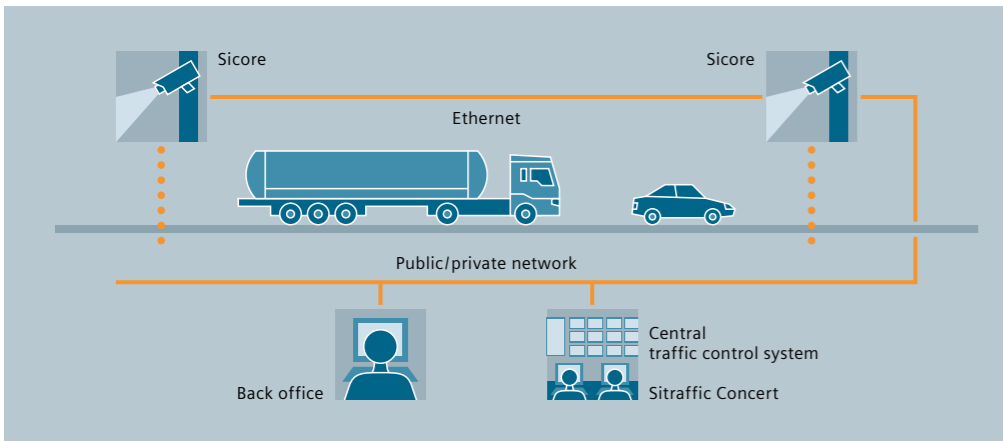 Sicore
Sicore
Ethernet
Public/private network
Back office
Central
traffic control system
Sitraffic Concert